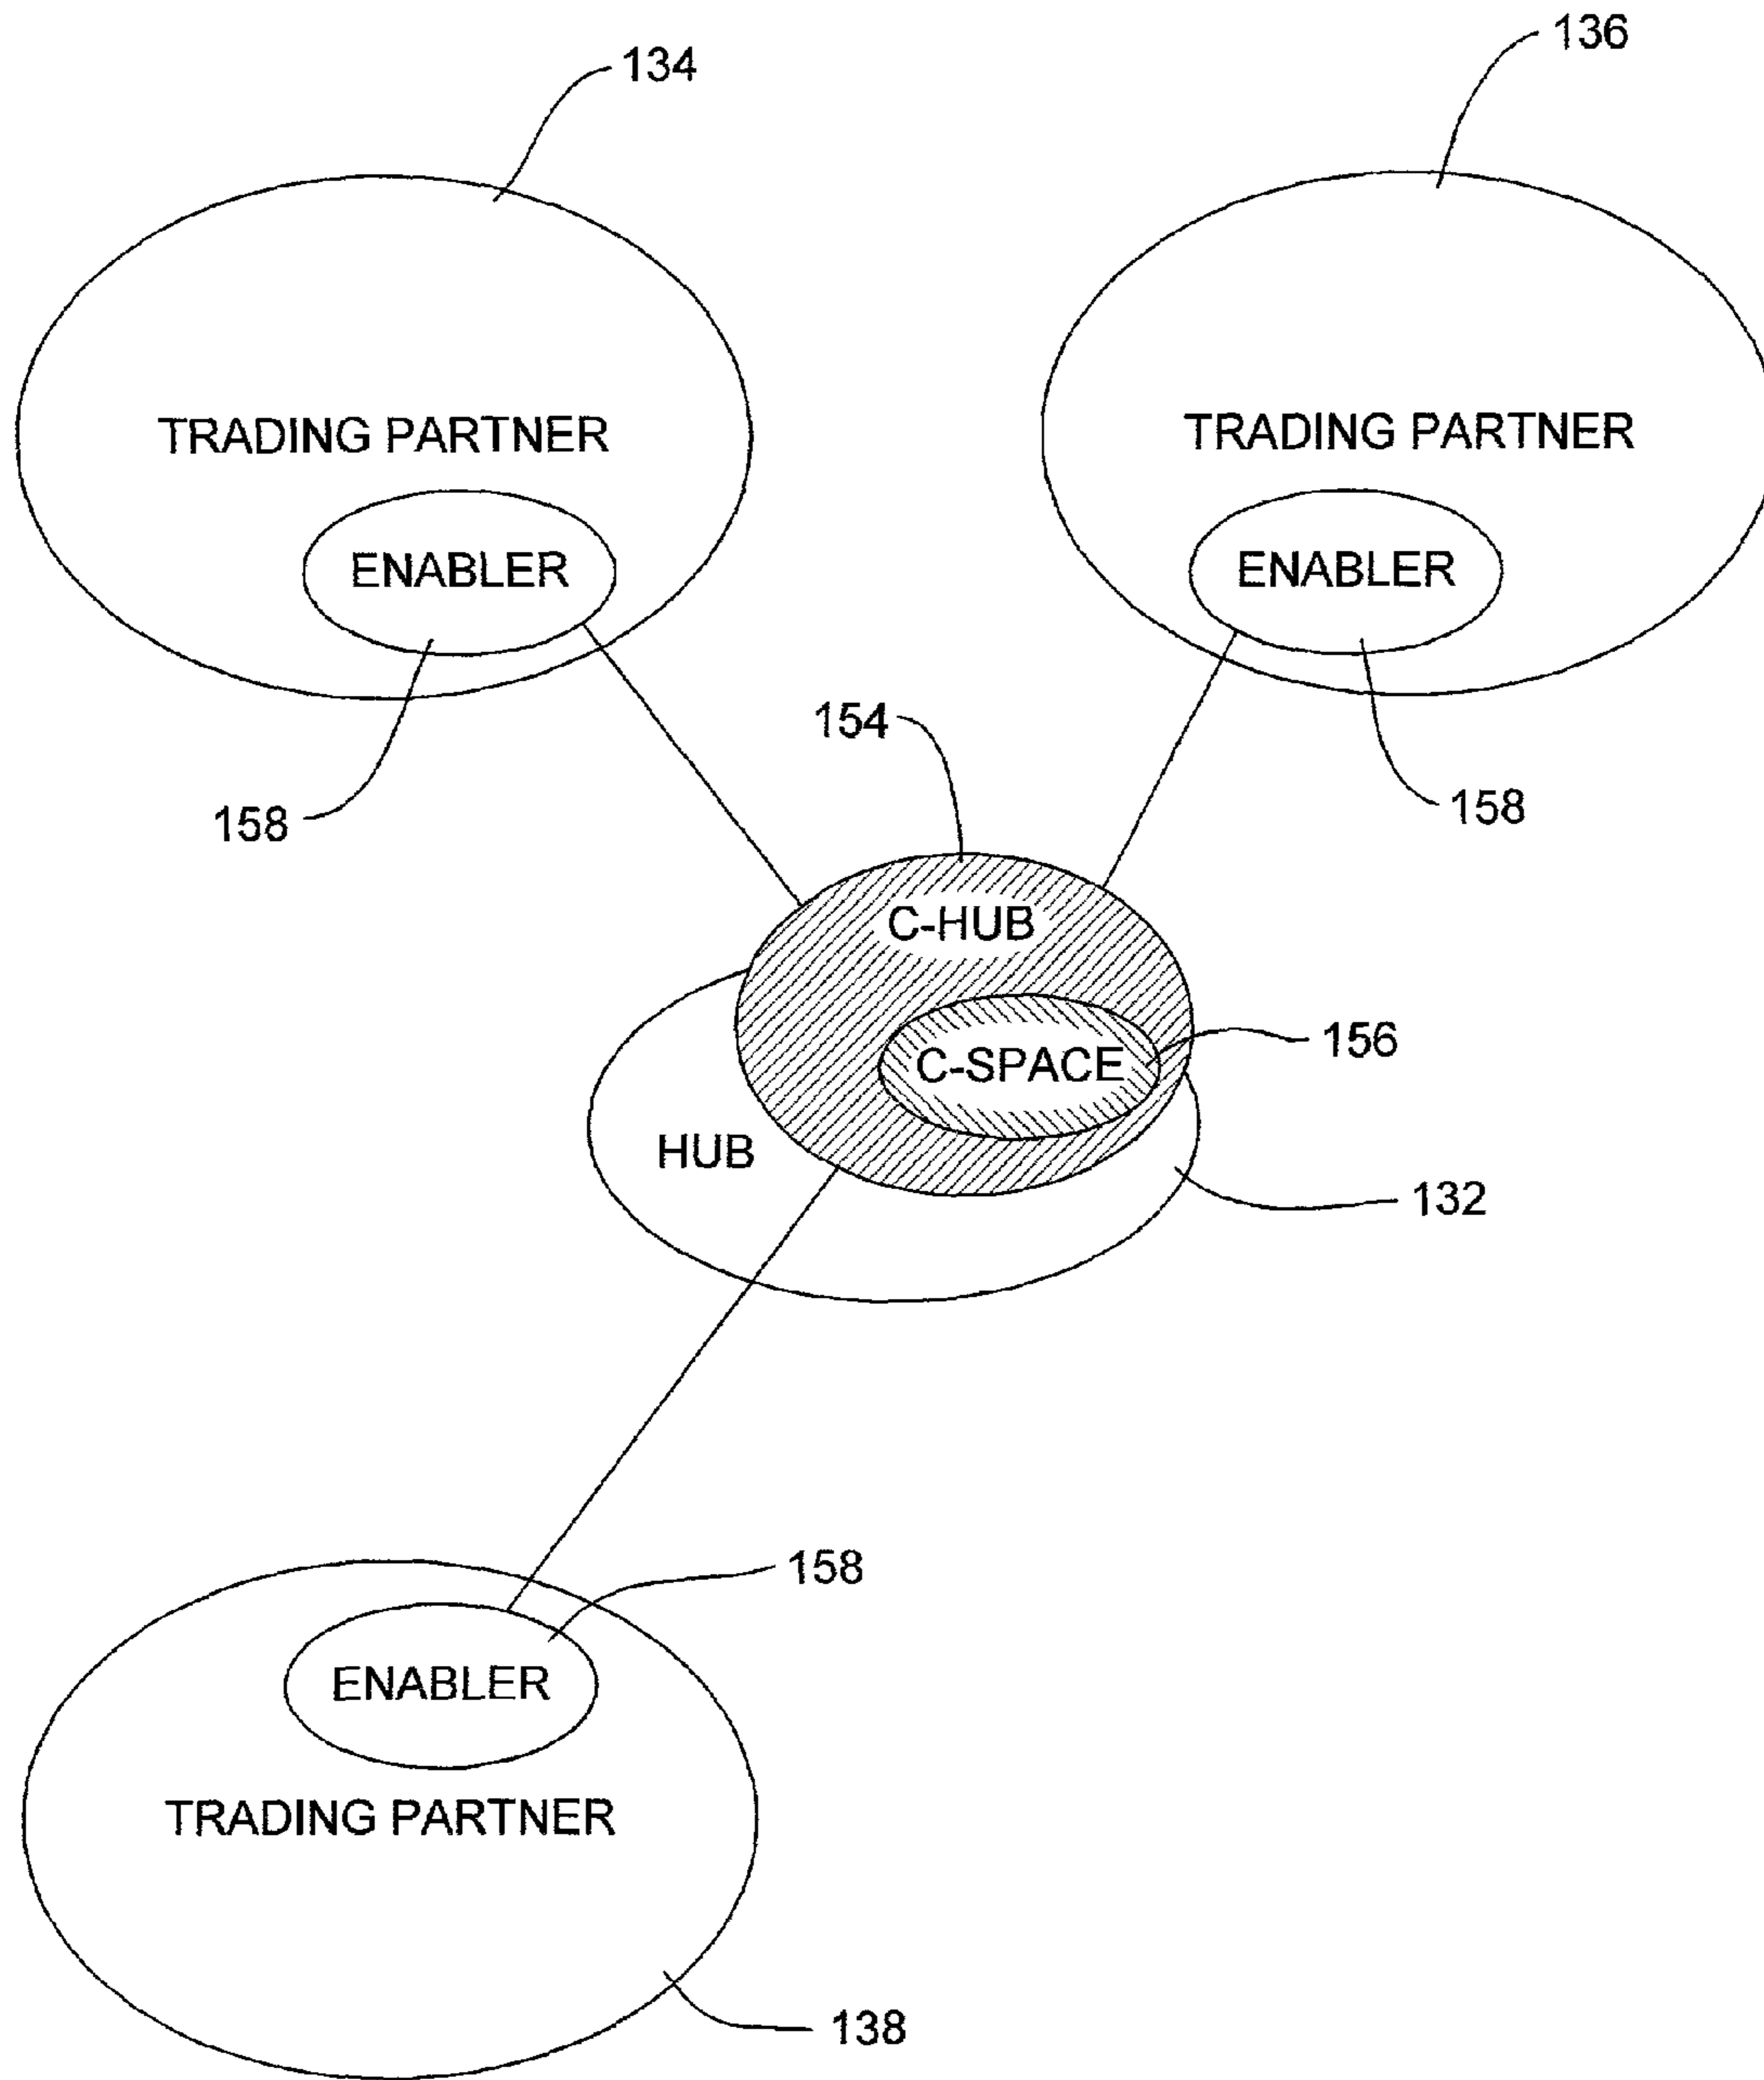 136
134
TRADING PARTNER
TRADING PARTNER
ENABLER
ENABLER
154
158
158
C-HUB
156
C-SPACE
HUB
132
158
ENABLER
TRADING PARTNER
138